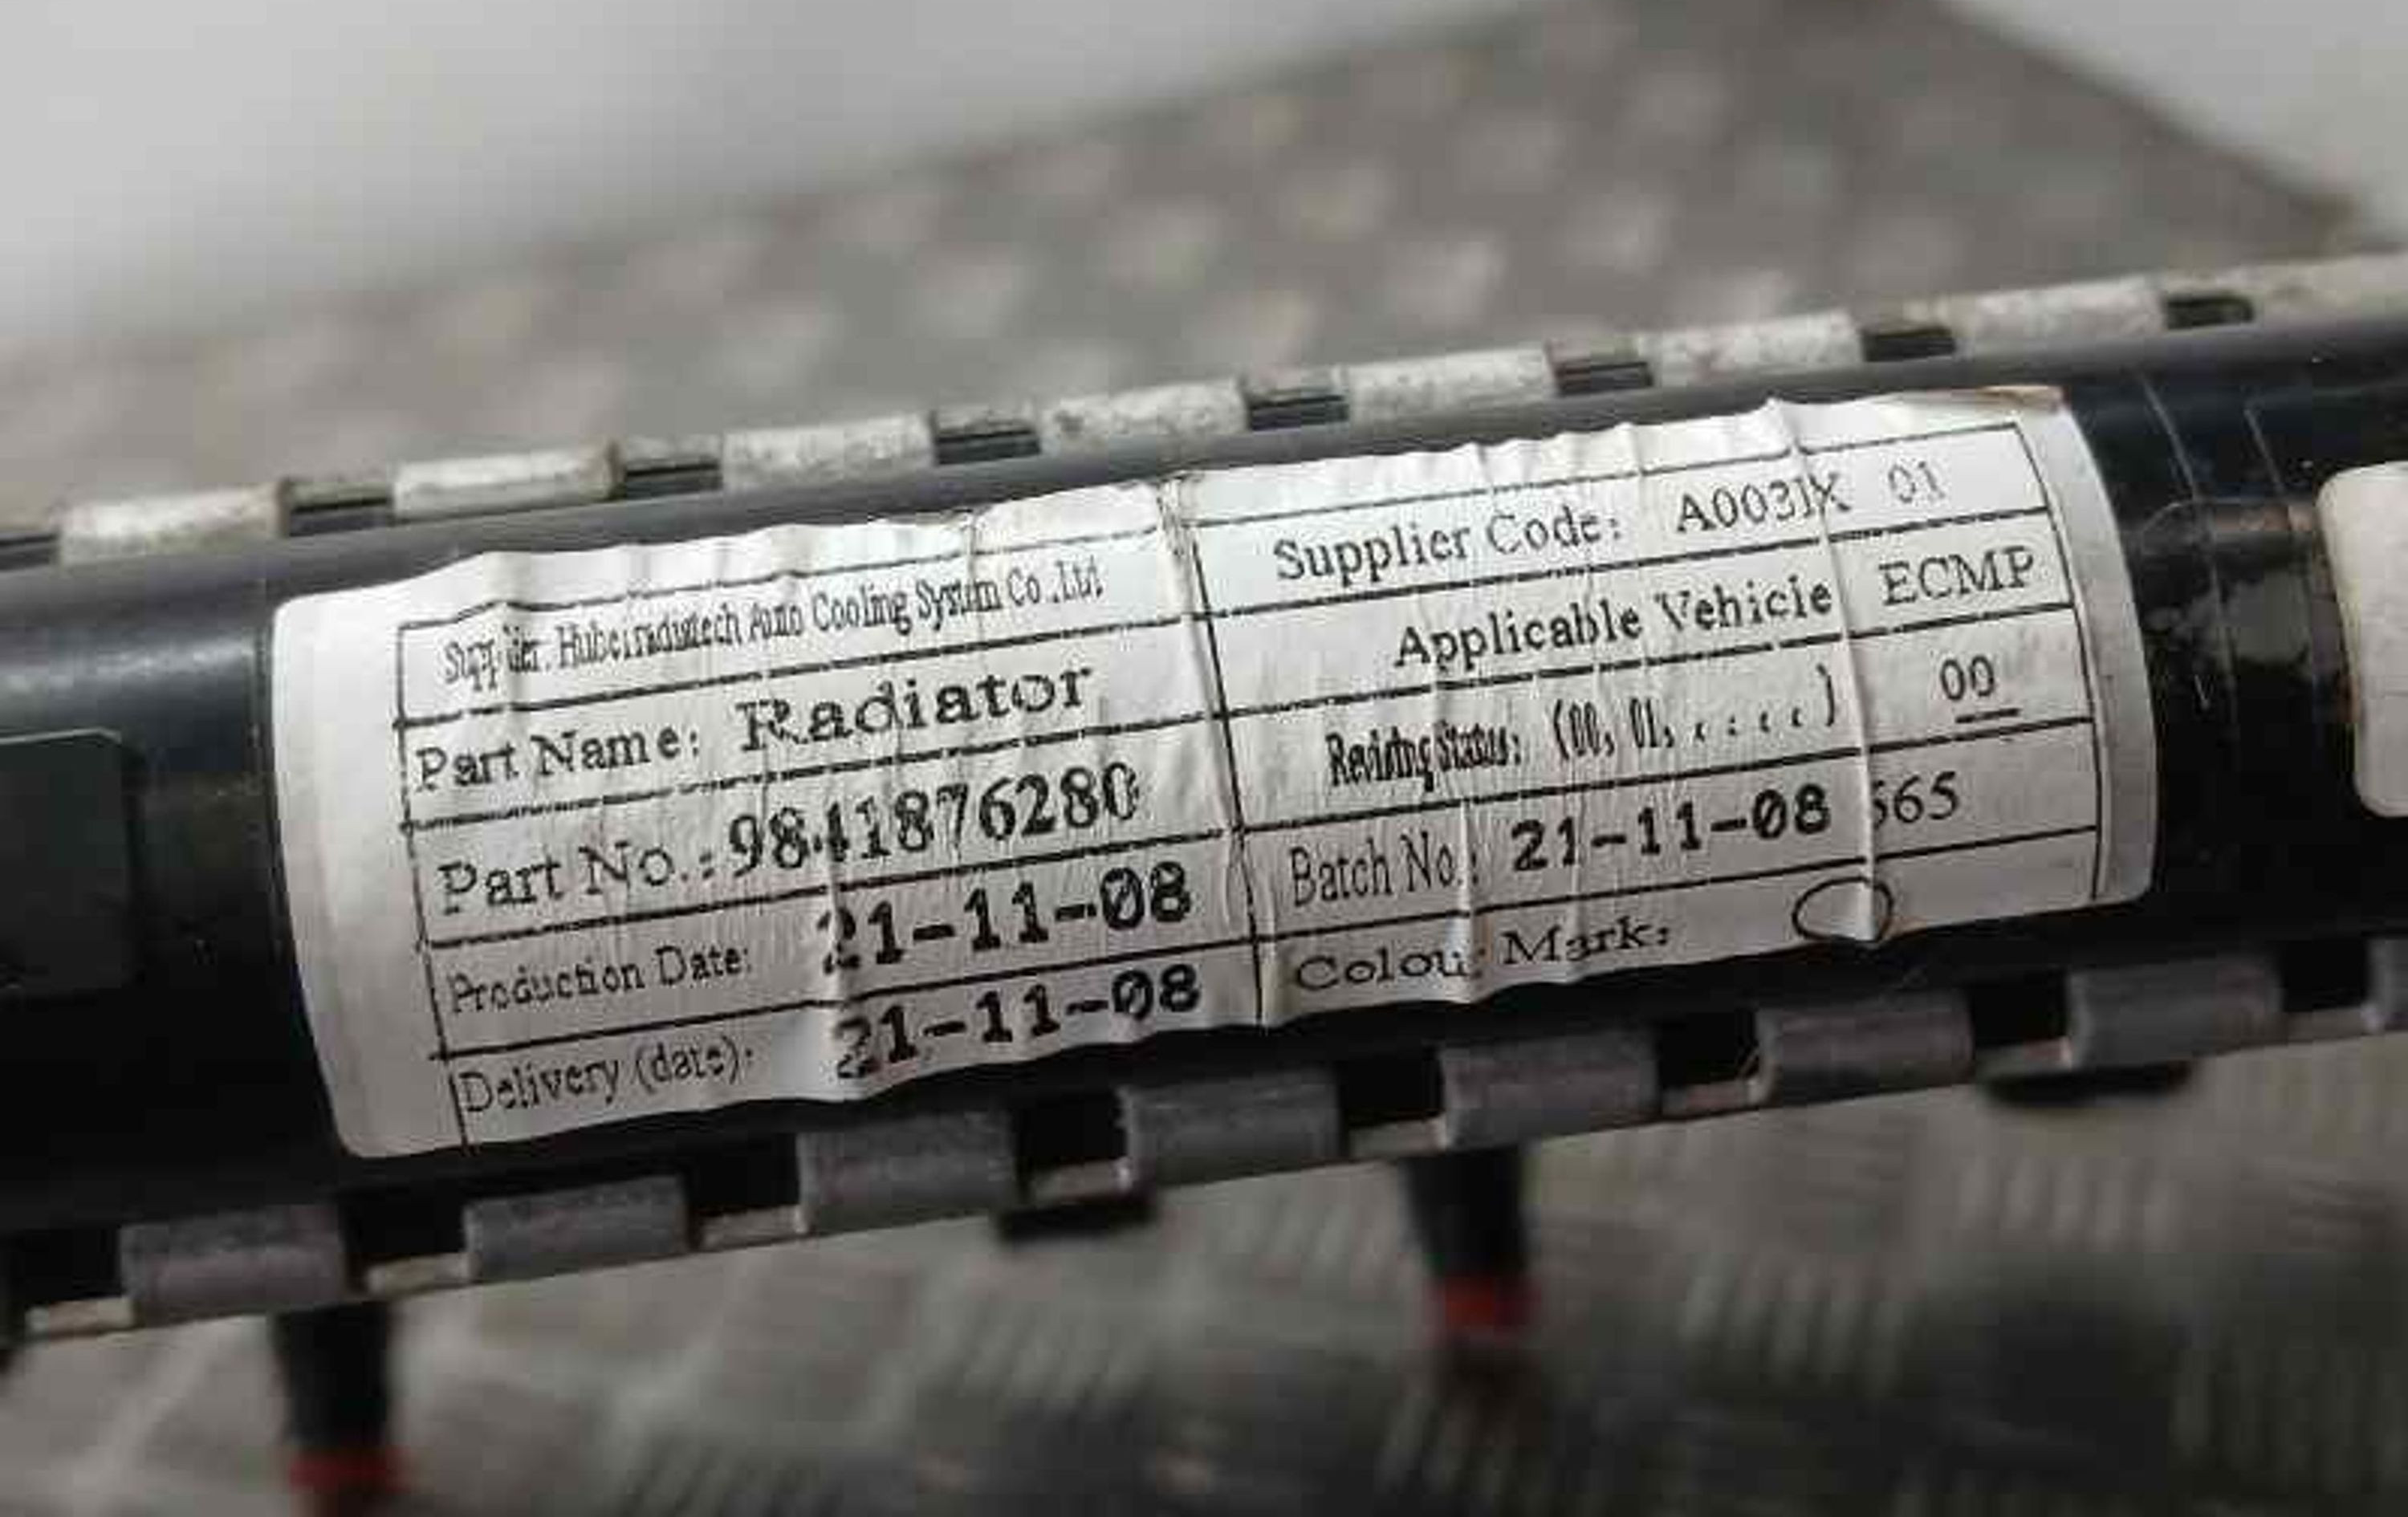 Supplier: Hubeiradiatech Auto Cooling System Co.,Ltd
Part Name: Radiator
Part No.: 9841876280
Production Date: 21-11-08
Delivery (date): 21-11-08
Supplier Code: A003JX 01
Applicable Vehicle ECMP
Revising Status: (00, 01, . . . . .) 00
Batch No: 21-11-08 565
Colour Mark: